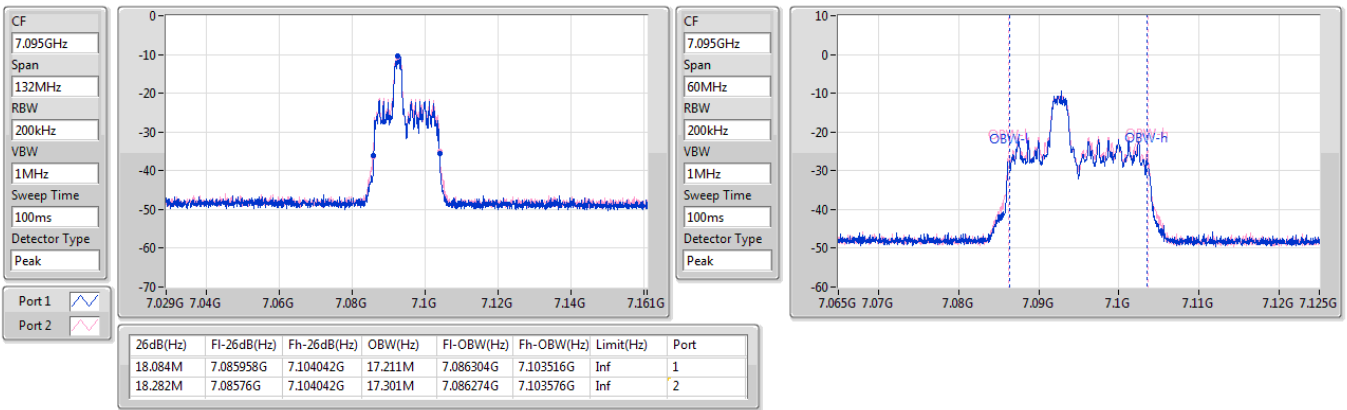 CF
7.095GHz
Span
132MHz
RBW
200kHz
VBW
1MHz
Sweep Time
100ms
Detector Type
Peak
Port 1
Port 2
0
-10
-20
-30
-40
-50
-60
-70
7.029G 7.04G 7.06G 7.08G 7.1G 7.12G 7.14G 7.161G
CF
7.095GHz
Span
60MHz
RBW
200kHz
VBW
1MHz
Sweep Time
100ms
Detector Type
Peak
10
0
-10
-20
-30
-40
-50
-60
OBW-l OBW-h
7.065G 7.07G 7.08G 7.09G 7.1G 7.11G 7.12G 7.125G
26dB(Hz) Fl-26dB(Hz) Fh-26dB(Hz) OBW(Hz) Fl-OBW(Hz) Fh-OBW(Hz) Limit(Hz) Port
18.084M 7.085958G 7.104042G 17.211M 7.086304G 7.103516G Inf 1
18.282M 7.08576G 7.104042G 17.301M 7.086274G 7.103576G Inf 2